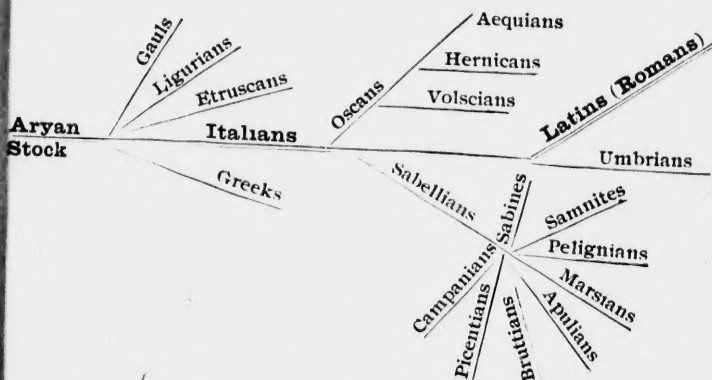 Gauls
Ligurians
Etruscans
Aryan
Stock
Italians
Greeks
Oscans
Aequians
Hernicans
Volscians
Latins (Romans)
Umbrians
Sabellians
Sabines
Samnites
Pelignians
Marsians
Apulians
Bruttians
Picentians
Campanians